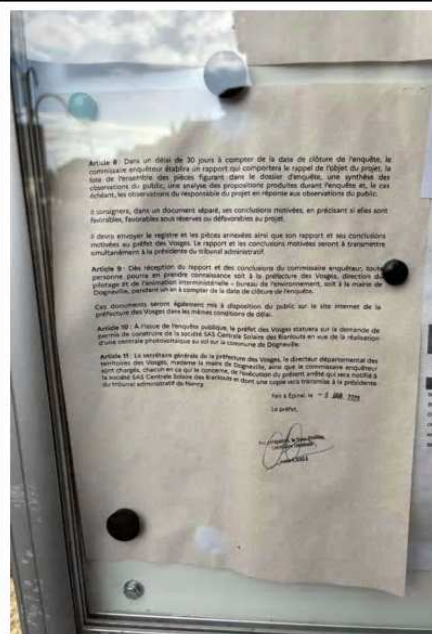 Article 8 : Dans un délai de 30 jours à compter de la date de clôture de l'enquête, le
commissaire enquêteur établira un rapport qui comportera le rappel de l'objet du projet, la
liste de l'ensemble des pièces figurant dans le dossier d'enquête, une synthèse des
observations du public, une analyse des propositions produites durant l'enquête et, le cas
échéant, les observations du responsable du projet en réponse aux observations du public.
Il consignera, dans un document séparé, ses conclusions motivées, en précisant si elles sont
favorables, favorables sous réserves ou défavorables au projet.
Il devra envoyer le registre et les pièces annexées ainsi que son rapport et ses conclusions
motivées au préfet des Vosges. Le rapport et les conclusions motivées seront à transmettre
simultanément à la présidente du tribunal administratif.
Article 9 : Dès réception du rapport et des conclusions du commissaire enquêteur, toute
personne pourra en prendre connaissance soit à la préfecture des Vosges, direction du
pilotage et de l'animation interministérielle – bureau de l'environnement, soit à la mairie de
Dogneville, pendant un an à compter de la date de clôture de l'enquête.
Ces documents seront également mis à disposition du public sur le site internet de la
préfecture des Vosges dans les mêmes conditions de délai.
Article 10 : À l'issue de l'enquête publique, le préfet des Vosges statuera sur la demande de
permis de construire de la société SAS Centrale Solaire des Bianfouts en vue de la réalisation
d'une centrale photovoltaïque au sol sur la commune de Dogneville.
Article 11 : La secrétaire générale de la préfecture des Vosges, le directeur départemental des
territoires des Vosges, madame la maire de Dogneville, ainsi que le commissaire enquêteur
sont chargés, chacun en ce qui le concerne, de l'exécution du présent arrêté qui sera notifié à
la société SAS Centrale Solaire des Bianfouts et dont une copie sera transmise à la présidente
du tribunal administratif de Nancy.
Fait à Épinal, le
Le préfet,